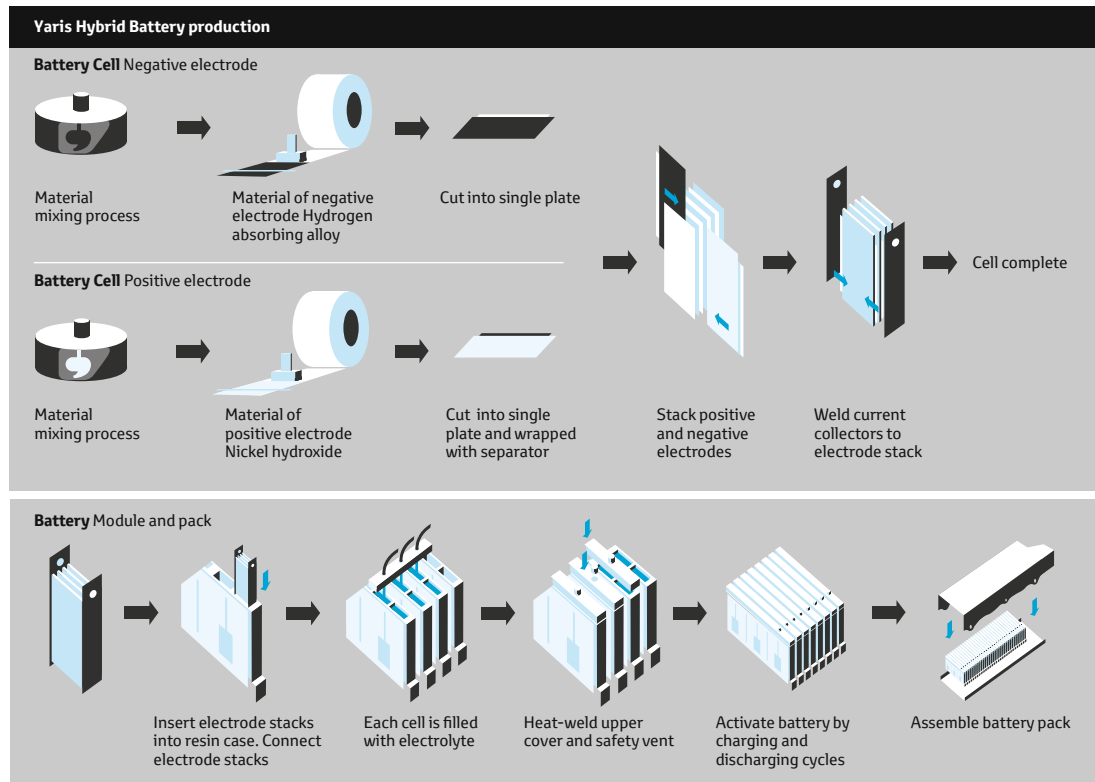 Yaris Hybrid Battery production
Battery Cell Negative electrode
Material
mixing process
Material of negative
electrode Hydrogen
absorbing alloy
Cut into single plate
Battery Cell Positive electrode
Material
mixing process
Material of
positive electrode
Nickel hydroxide
Cut into single
plate and wrapped
with separator
Stack positive
and negative
electrodes
Weld current
collectors to
electrode stack
Cell complete
Battery Module and pack
Insert electrode stacks
into resin case. Connect
electrode stacks
Each cell is filled
with electrolyte
Heat-weld upper
cover and safety vent
Activate battery by
charging and
discharging cycles
Assemble battery pack